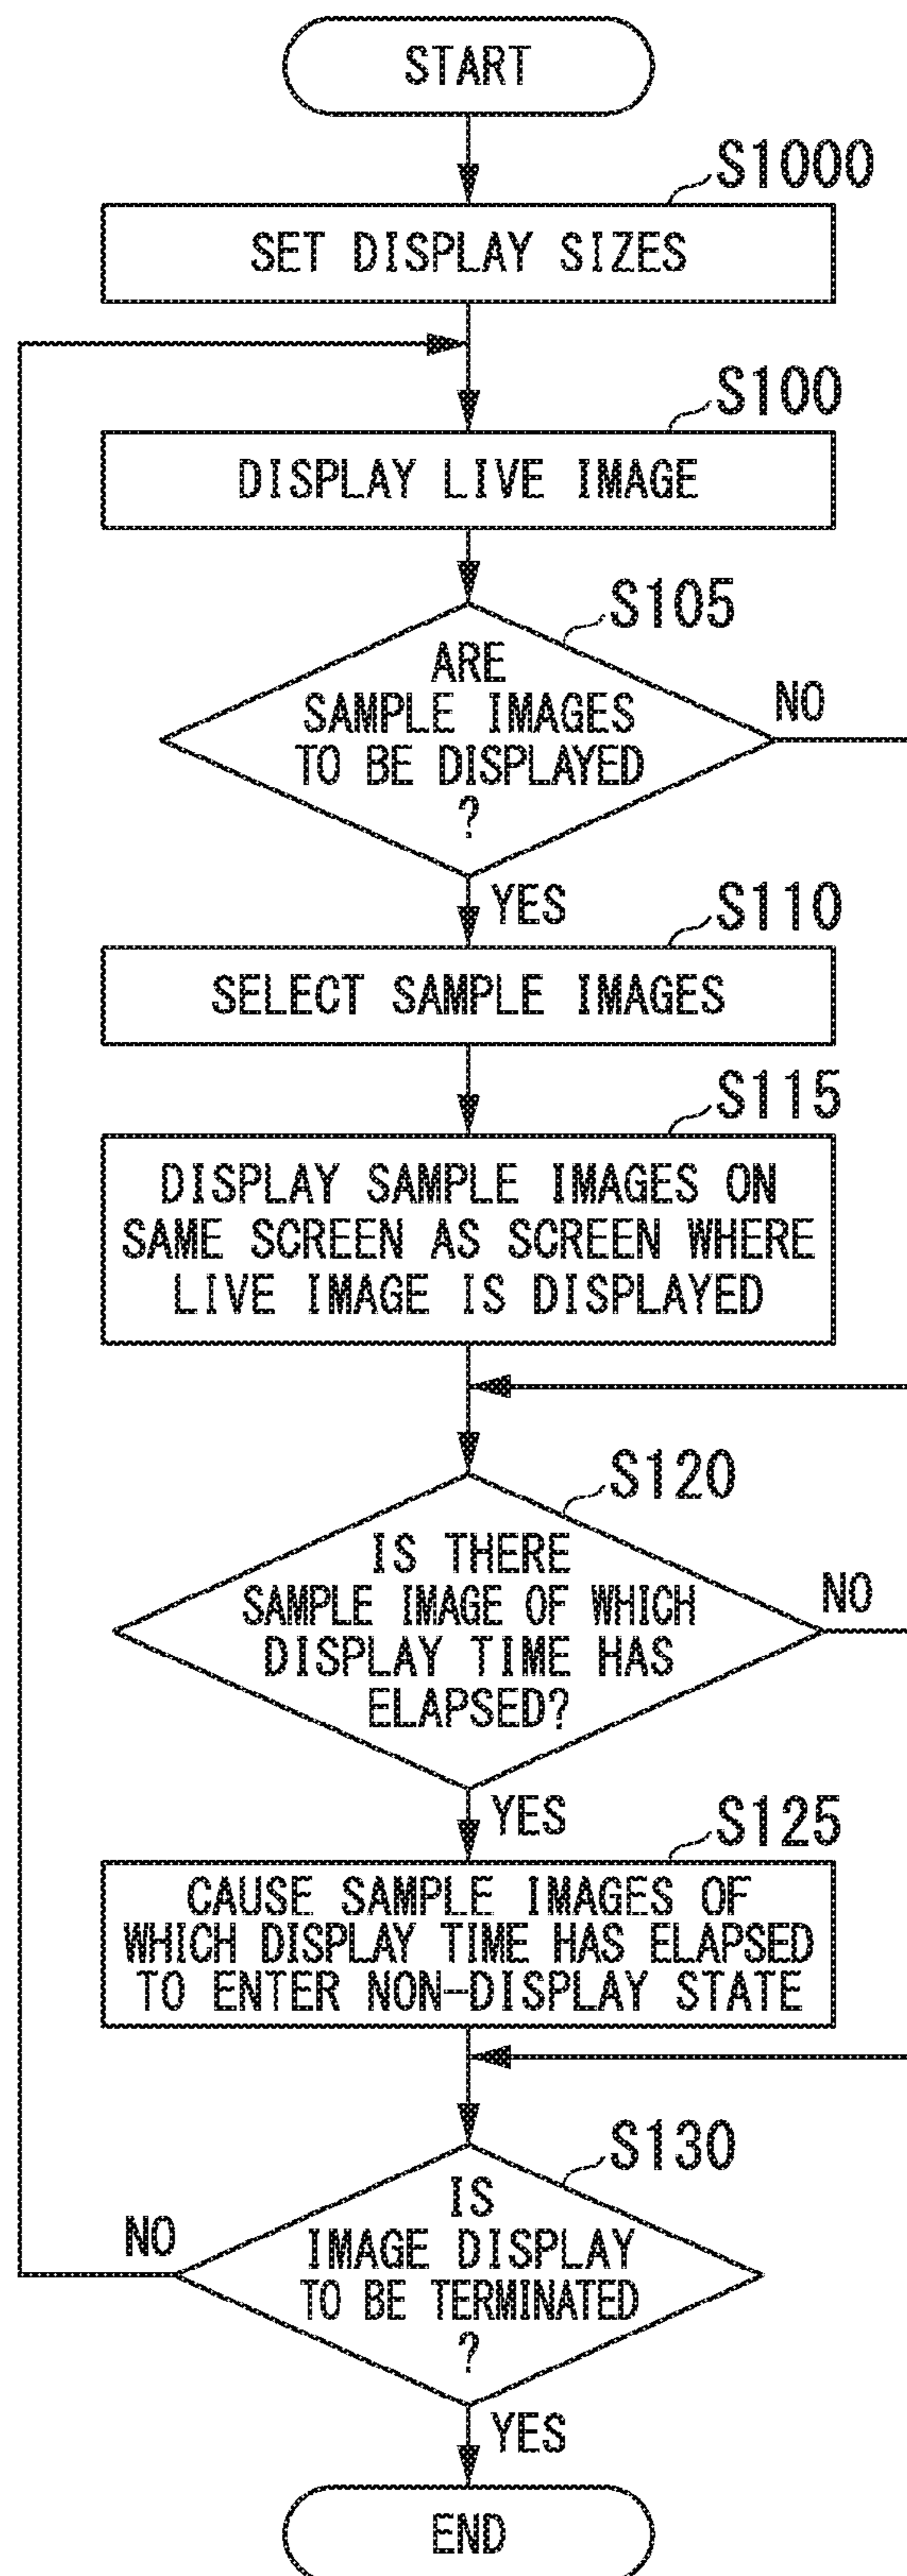 START
S1000
SET DISPLAY SIZES
S100
DISPLAY LIVE IMAGE
S105
ARE
SAMPLE IMAGES
TO BE DISPLAYED
?
NO
YES
S110
SELECT SAMPLE IMAGES
S115
DISPLAY SAMPLE IMAGES ON
SAME SCREEN AS SCREEN WHERE
LIVE IMAGE IS DISPLAYED
S120
IS THERE
SAMPLE IMAGE OF WHICH
DISPLAY TIME HAS
ELAPSED?
NO
YES
S125
CAUSE SAMPLE IMAGES OF
WHICH DISPLAY TIME HAS ELAPSED
TO ENTER NON-DISPLAY STATE
S130
IS
IMAGE DISPLAY
TO BE TERMINATED
?
NO
YES
END